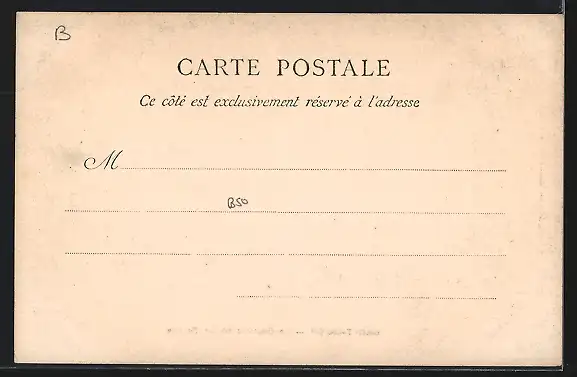 B
CARTE POSTALE
Ce côté est exclusivement réservé à l'adresse
M
B50